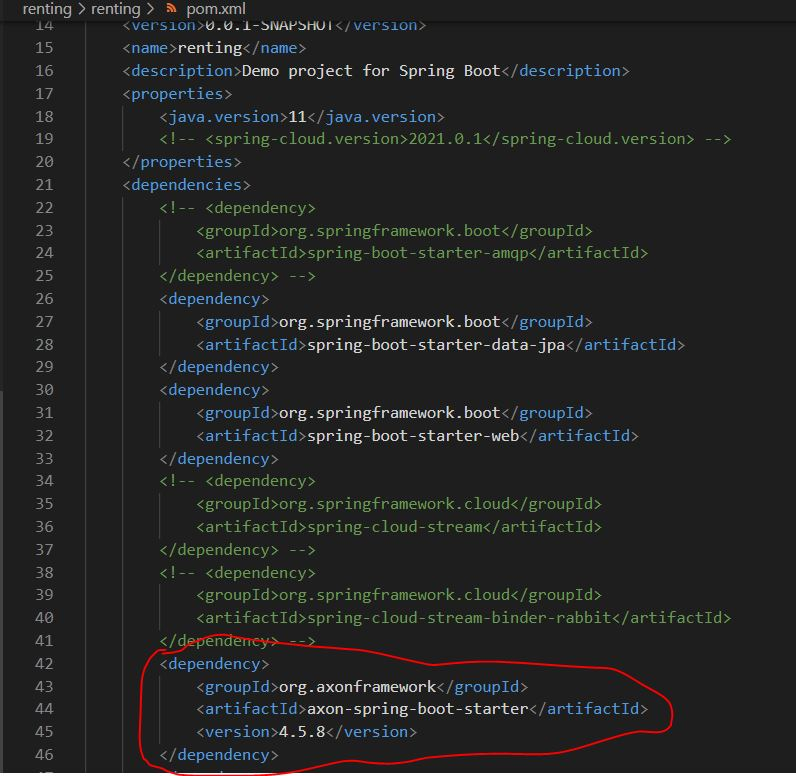 renting > renting > pom.xml
14 <version>0.0.1-SNAPSHOT</version>
15 <name>renting</name>
16 <description>Demo project for Spring Boot</description>
17 <properties>
18 <java.version>11</java.version>
19 <!-- <spring-cloud.version>2021.0.1</spring-cloud.version> -->
20 </properties>
21 <dependencies>
22 <!-- <dependency>
23 <groupId>org.springframework.boot</groupId>
24 <artifactId>spring-boot-starter-amqp</artifactId>
25 </dependency> -->
26 <dependency>
27 <groupId>org.springframework.boot</groupId>
28 <artifactId>spring-boot-starter-data-jpa</artifactId>
29 </dependency>
30 <dependency>
31 <groupId>org.springframework.boot</groupId>
32 <artifactId>spring-boot-starter-web</artifactId>
33 </dependency>
34 <!-- <dependency>
35 <groupId>org.springframework.cloud</groupId>
36 <artifactId>spring-cloud-stream</artifactId>
37 </dependency> -->
38 <!-- <dependency>
39 <groupId>org.springframework.cloud</groupId>
40 <artifactId>spring-cloud-stream-binder-rabbit</artifactId>
41 </dependency> -->
42 <dependency>
43 <groupId>org.axonframework</groupId>
44 <artifactId>axon-spring-boot-starter</artifactId>
45 <version>4.5.8</version>
46 </dependency>